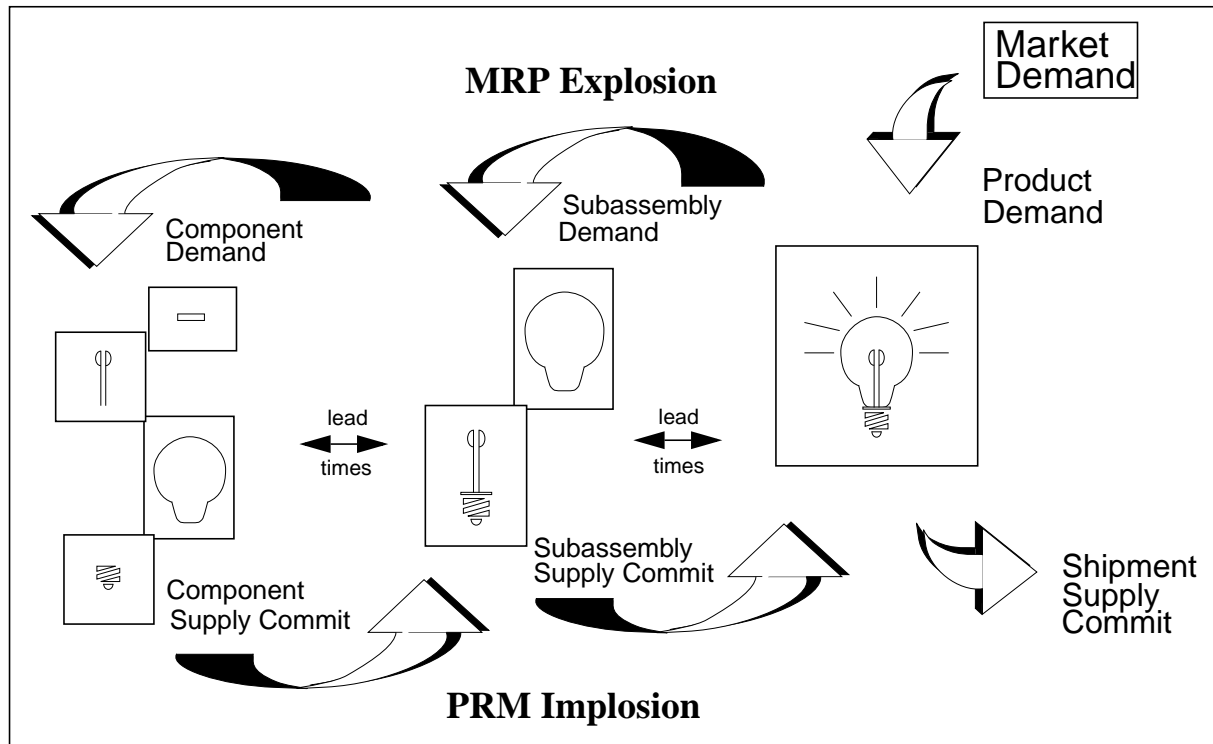 MRP Explosion
Market
Demand
Product
Demand
Subassembly
Demand
Component
Demand
lead
times
lead
times
Subassembly
Supply Commit
Component
Supply Commit
Shipment
Supply
Commit
PRM Implosion